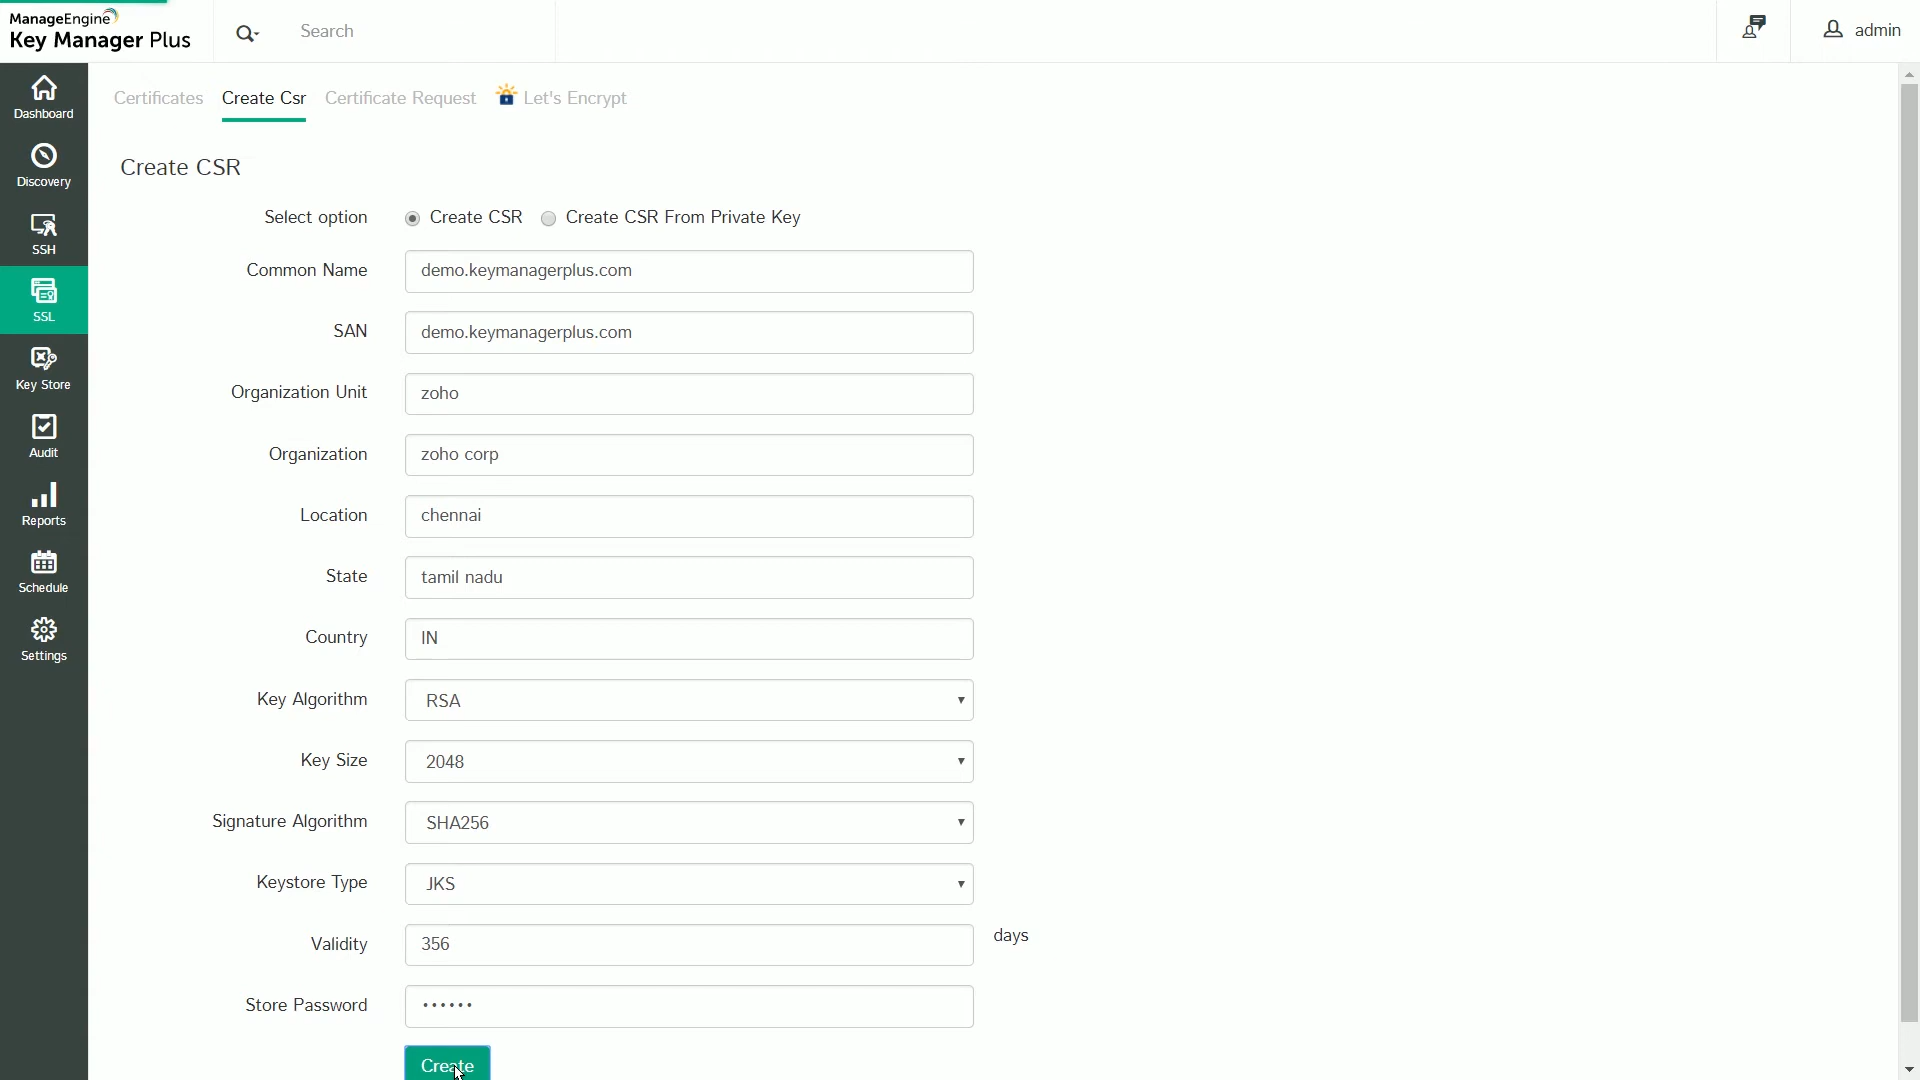 ManageEngine
Key Manager Plus
Search
admin
Dashboard
Discovery
SSH
SSL
Key Store
Audit
Reports
Schedule
Settings
Certificates Create Csr Certificate Request Let's Encrypt
Create CSR
Select option Create CSR Create CSR From Private Key
Common Name demo.keymanagerplus.com
SAN demo.keymanagerplus.com
Organization Unit zoho
Organization zoho corp
Location chennai
State tamil nadu
Country IN
Key Algorithm RSA
Key Size 2048
Signature Algorithm SHA256
Keystore Type JKS
Validity 356 days
Store Password ••••••
Create